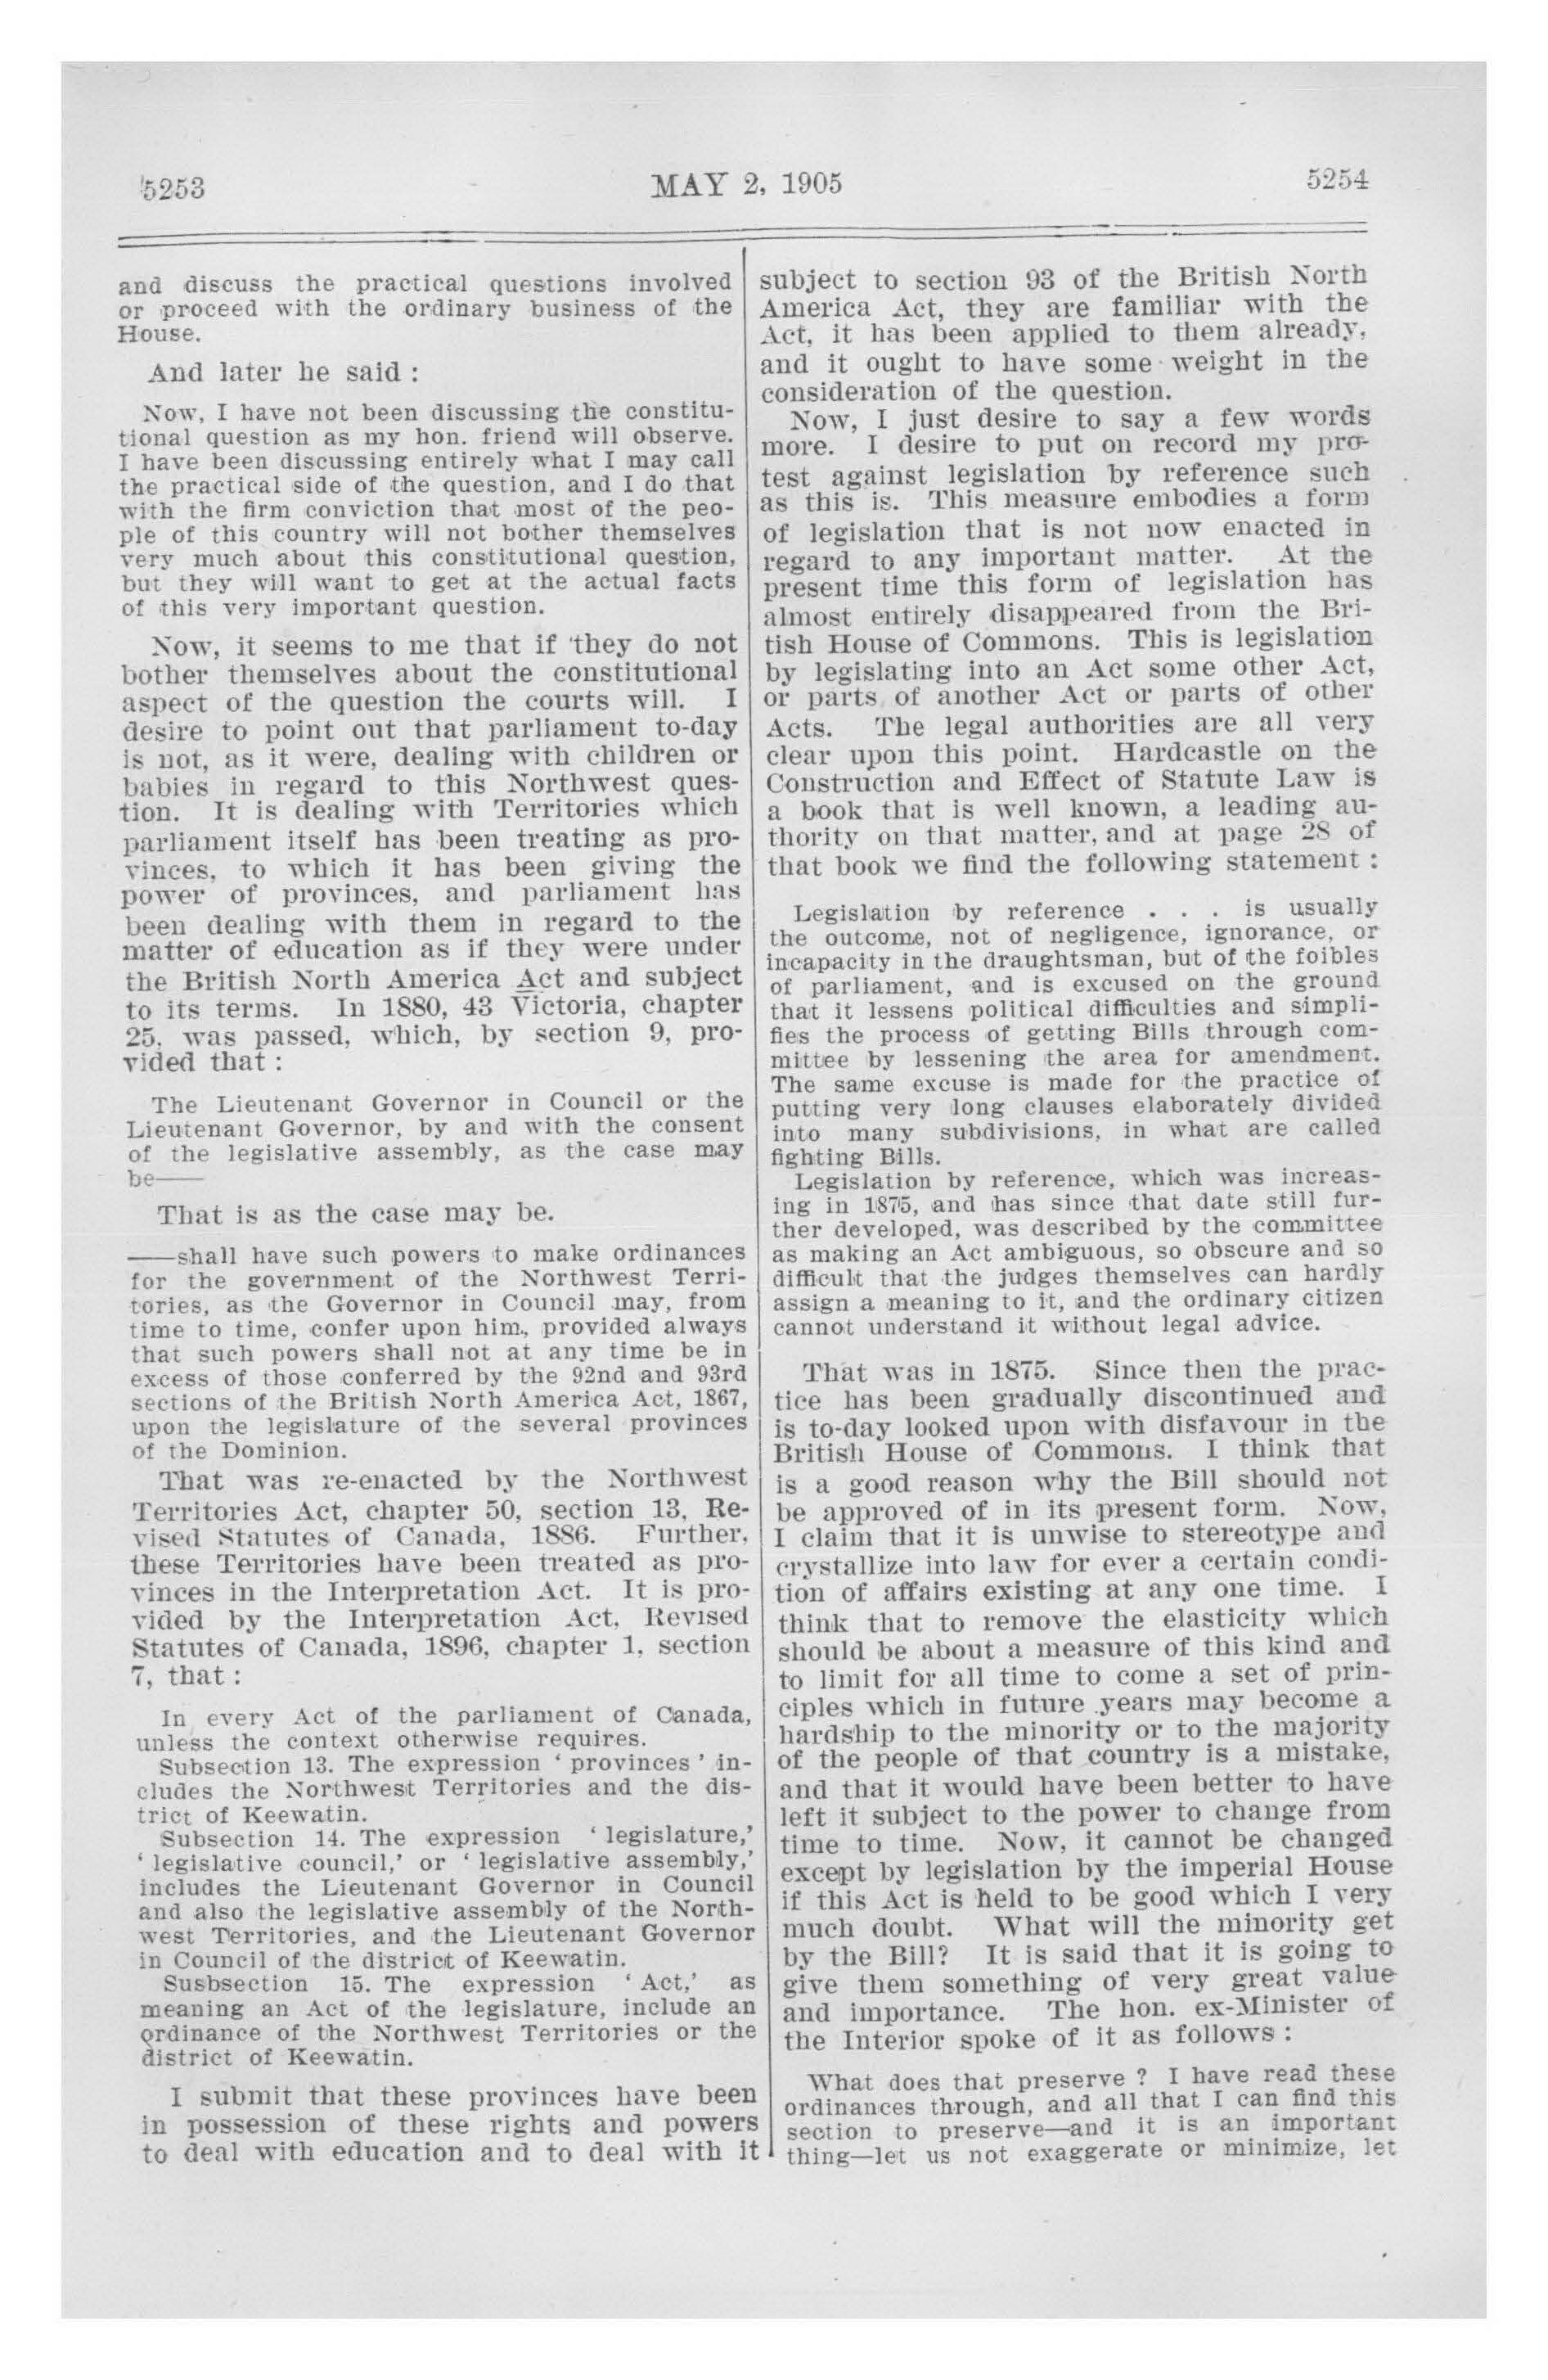 5253
MAY 2, 1905
5254
and discuss the practical questions involved
or proceed with the ordinary business of the
House.
And later he said :
Now, I have not been discussing the constitu-
tional question as my hon. friend will observe.
I have been discussing entirely what I may call
the practical side of the question, and I do that
with the firm conviction that most of the peo-
ple of this country will not bother themselves
very much about this constitutional question,
but they will want to get at the actual facts
of this very important question.
Now, it seems to me that if they do not
bother themselves about the constitutional
aspect of the question the courts will. I
desire to point out that parliament to-day
is not, as it were, dealing with children or
babies in regard to this Northwest ques-
tion. It is dealing with Territories which
parliament itself has been treating as pro-
vinces, to which it has been giving the
power of provinces, and parliament has
been dealing with them in regard to the
matter of education as if they were under
the British North America Act and subject
to its terms. In 1880, 43 Victoria, chapter
25, was passed, which, by section 9, pro-
vided that :
The Lieutenant Governor in Council or the
Lieutenant Governor, by and with the consent
of the legislative assembly, as the case may
be——
That is as the case may be.
——shall have such powers to make ordinances
for the government of the Northwest Terri-
tories, as the Governor in Council may, from
time to time, confer upon him, provided always
that such powers shall not at any time be in
excess of those conferred by the 92nd and 93rd
sections of the British North America Act, 1867,
upon the legislature of the several provinces
of the Dominion.
That was re-enacted by the Northwest
Territories Act, chapter 50, section 13, Re-
vised Statutes of Canada, 1886. Further,
these Territories have been treated as pro-
vinces in the Interpretation Act. It is pro-
vided by the Interpretation Act, Revised
Statutes of Canada, 1896, chapter 1, section
7, that :
In every Act of the parliament of Canada,
unless the context otherwise requires.
Subsection 13. The expression ‘ provinces ’ in-
cludes the Northwest Territories and the dis-
trict of Keewatin.
Subsection 14. The expression ‘ legislature,’
‘ legislative council,’ or ‘ legislative assembly,’
includes the Lieutenant Governor in Council
and also the legislative assembly of the North-
west Territories, and the Lieutenant Governor
in Council of the district of Keewatin.
Susbsection 15. The expression ‘ Act,’ as
meaning an Act of the legislature, include an
ordinance of the Northwest Territories or the
district of Keewatin.
I submit that these provinces have been
in possession of these rights and powers
to deal with education and to deal with it
subject to section 93 of the British North
America Act, they are familiar with the
Act, it has been applied to them already,
and it ought to have some weight in the
consideration of the question.
Now, I just desire to say a few words
more. I desire to put on record my pro-
test against legislation by reference such
as this is. This measure embodies a form
of legislation that is not now enacted in
regard to any important matter. At the
present time this form of legislation has
almost entirely disappeared from the Bri-
tish House of Commons. This is legislation
by legislating into an Act some other Act,
or parts of another Act or parts of other
Acts. The legal authorities are all very
clear upon this point. Hardcastle on the
Construction and Effect of Statute Law is
a book that is well known, a leading au-
thority on that matter, and at page 28 of
that book we find the following statement :
Legislation by reference . . . is usually
the outcome, not of negligence, ignorance, or
incapacity in the draughtsman, but of the foibles
of parliament, and is excused on the ground
that it lessens political difficulties and simpli-
fies the process of getting Bills through com-
mittee by lessening the area for amendment.
The same excuse is made for the practice of
putting very long clauses elaborately divided
into many subdivisions, in what are called
fighting Bills.
Legislation by reference, which was increas-
ing in 1875, and has since that date still fur-
ther developed, was described by the committee
as making an Act ambiguous, so obscure and so
difficult that the judges themselves can hardly
assign a meaning to it, and the ordinary citizen
cannot understand it without legal advice.
That was in 1875. Since then the prac-
tice has been gradually discontinued and
is to-day looked upon with disfavour in the
British House of Commons. I think that
is a good reason why the Bill should not
be approved of in its present form. Now,
I claim that it is unwise to stereotype and
crystallize into law for ever a certain condi-
tion of affairs existing at any one time. I
think that to remove the elasticity which
should be about a measure of this kind and
to limit for all time to come a set of prin-
ciples which in future years may become a
hardship to the minority or to the majority
of the people of that country is a mistake,
and that it would have been better to have
left it subject to the power to change from
time to time. Now, it cannot be changed
except by legislation by the imperial House
if this Act is held to be good which I very
much doubt. What will the minority get
by the Bill? It is said that it is going to
give them something of very great value
and importance. The hon. ex-Minister of
the Interior spoke of it as follows :
What does that preserve ? I have read these
ordinances through, and all that I can find this
section to preserve—and it is an important
thing—let us not exaggerate or minimize, let